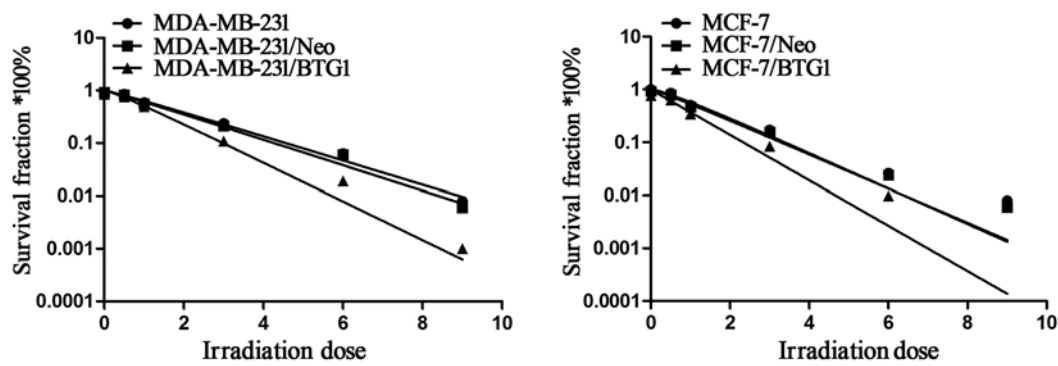 MDA-MB-231
MDA-MB-231/Neo
MDA-MB-231/BTG1
10
1
0.1
0.01
0.001
0.0001
Survival fraction *100%
0 2 4 6 8 10
Irradiation dose
MCF-7
MCF-7/Neo
MCF-7/BTG1
10
1
0.1
0.01
0.001
0.0001
Survival fraction *100%
0 2 4 6 8 10
Irradiation dose